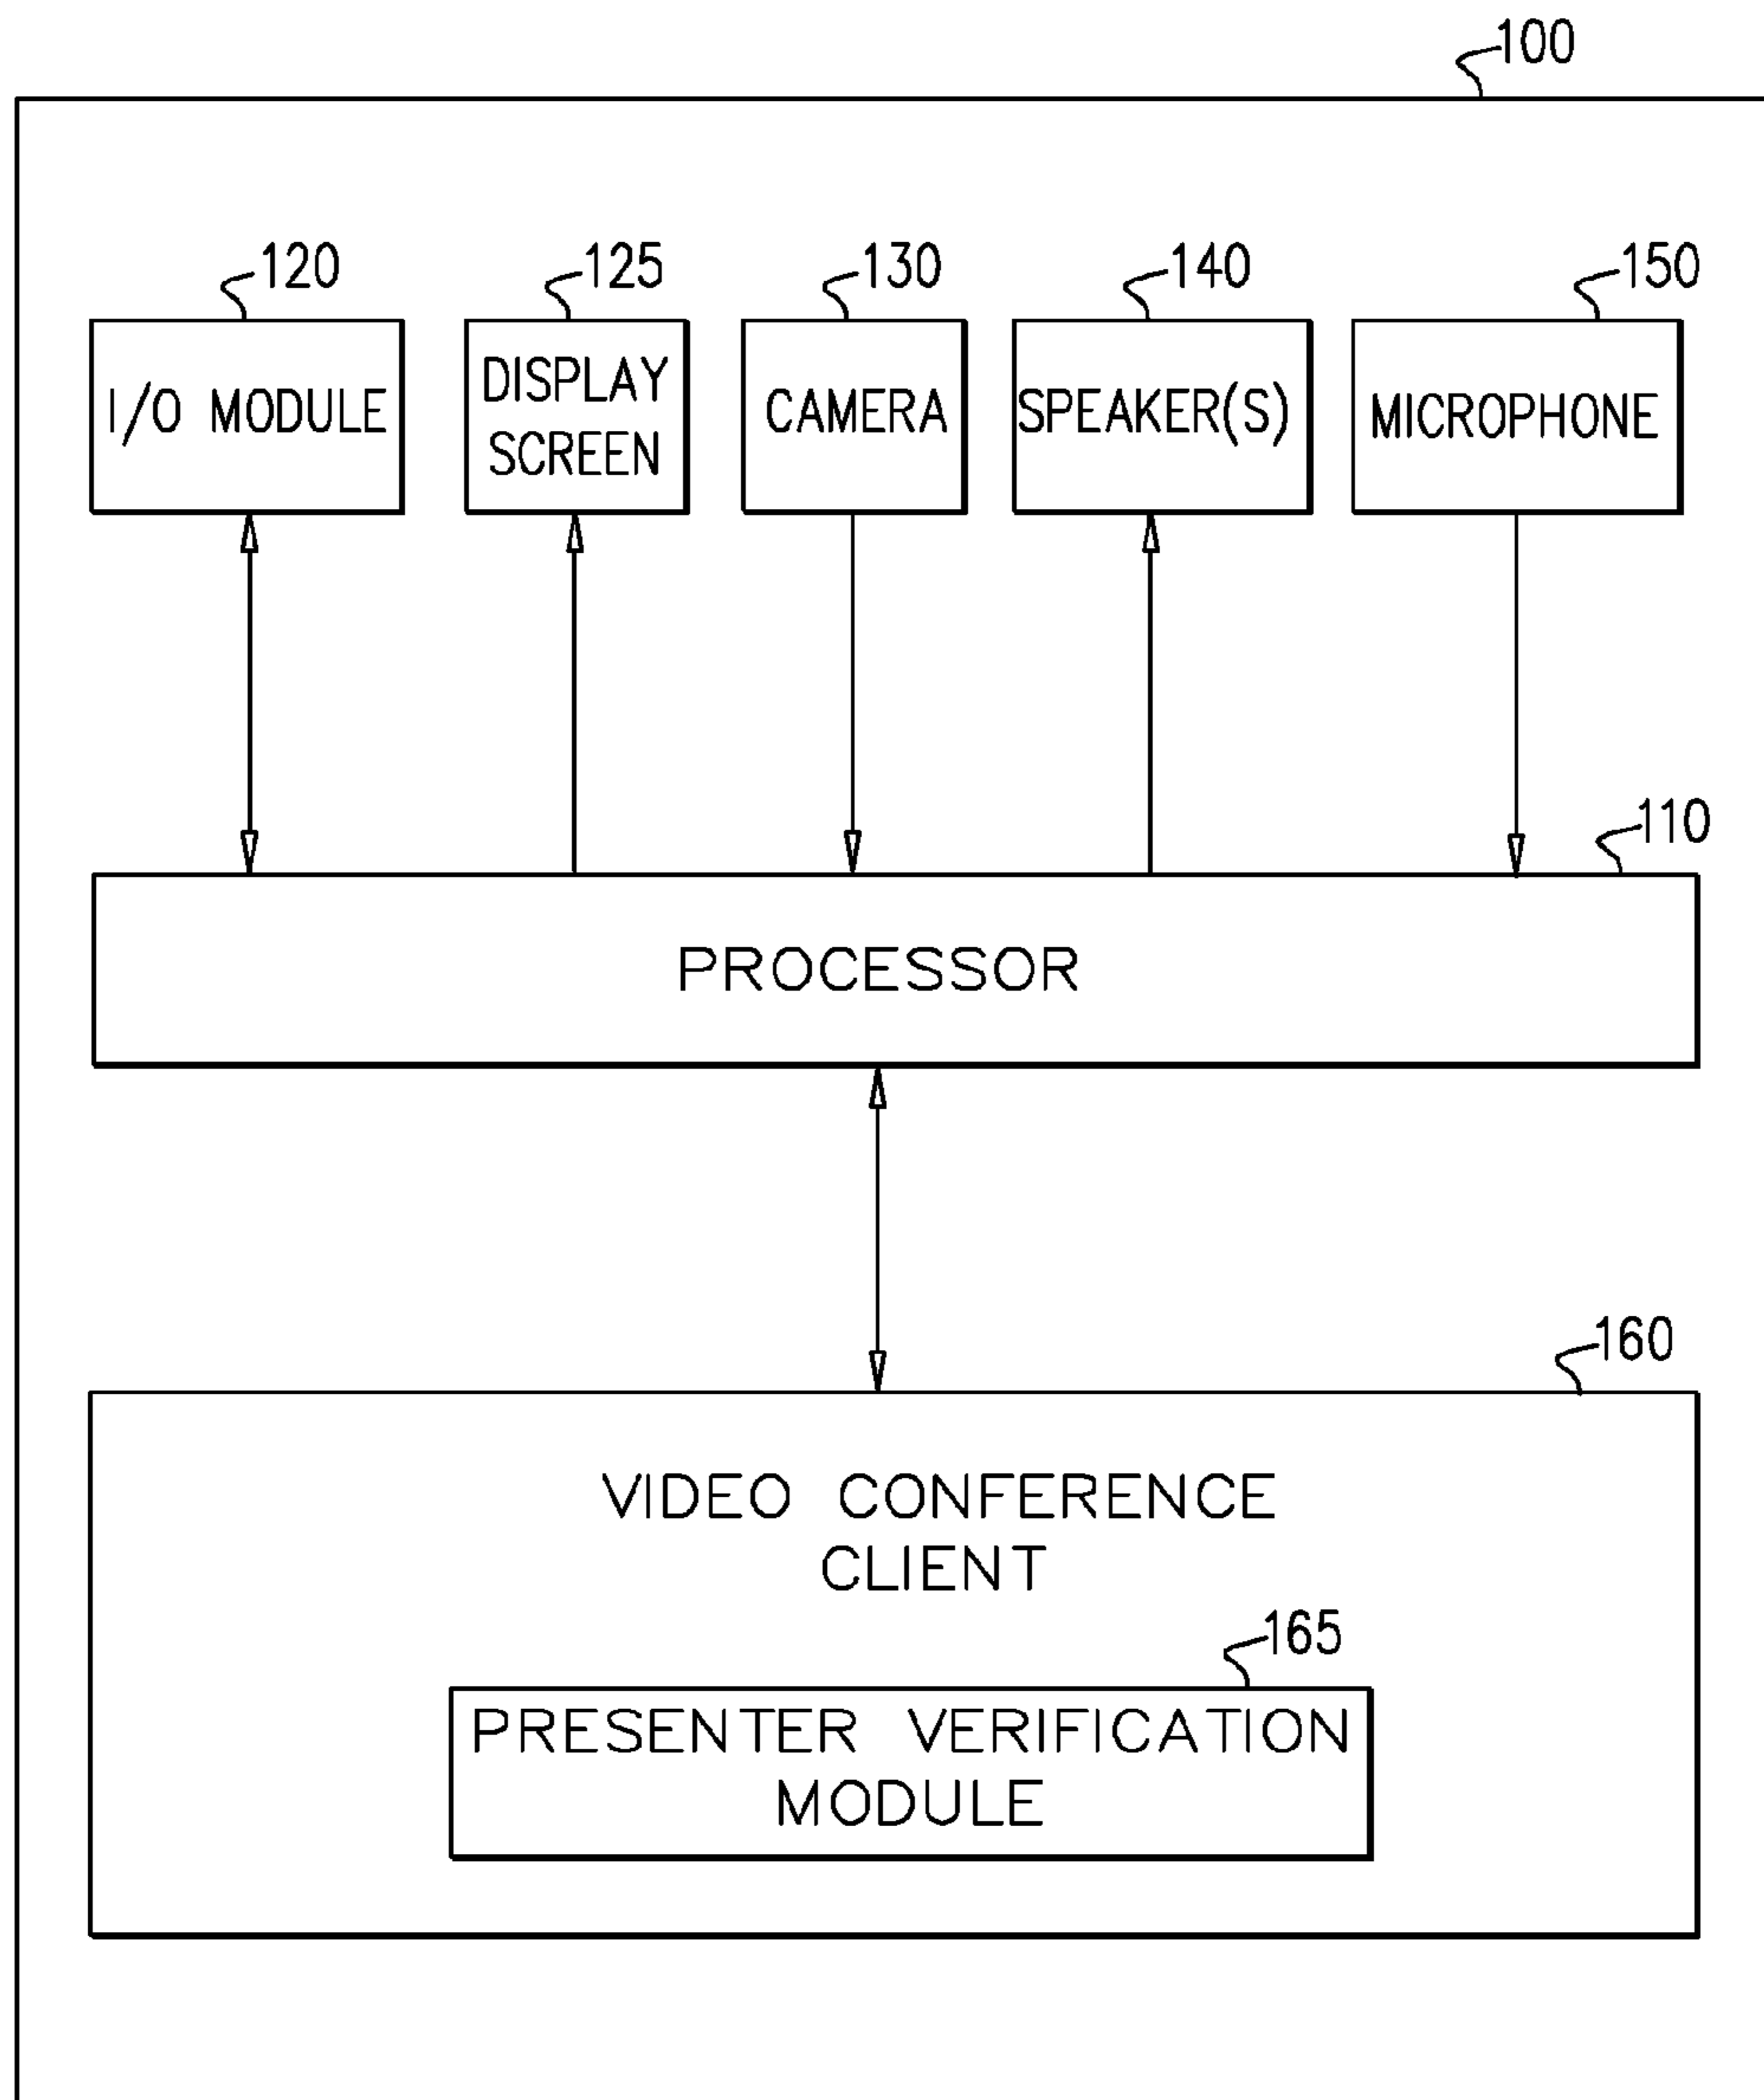 100
120
125
130
140
150
I/O MODULE
DISPLAY
SCREEN
CAMERA
SPEAKER(S)
MICROPHONE
110
PROCESSOR
160
VIDEO CONFERENCE
CLIENT
165
PRESENTER VERIFICATION
MODULE